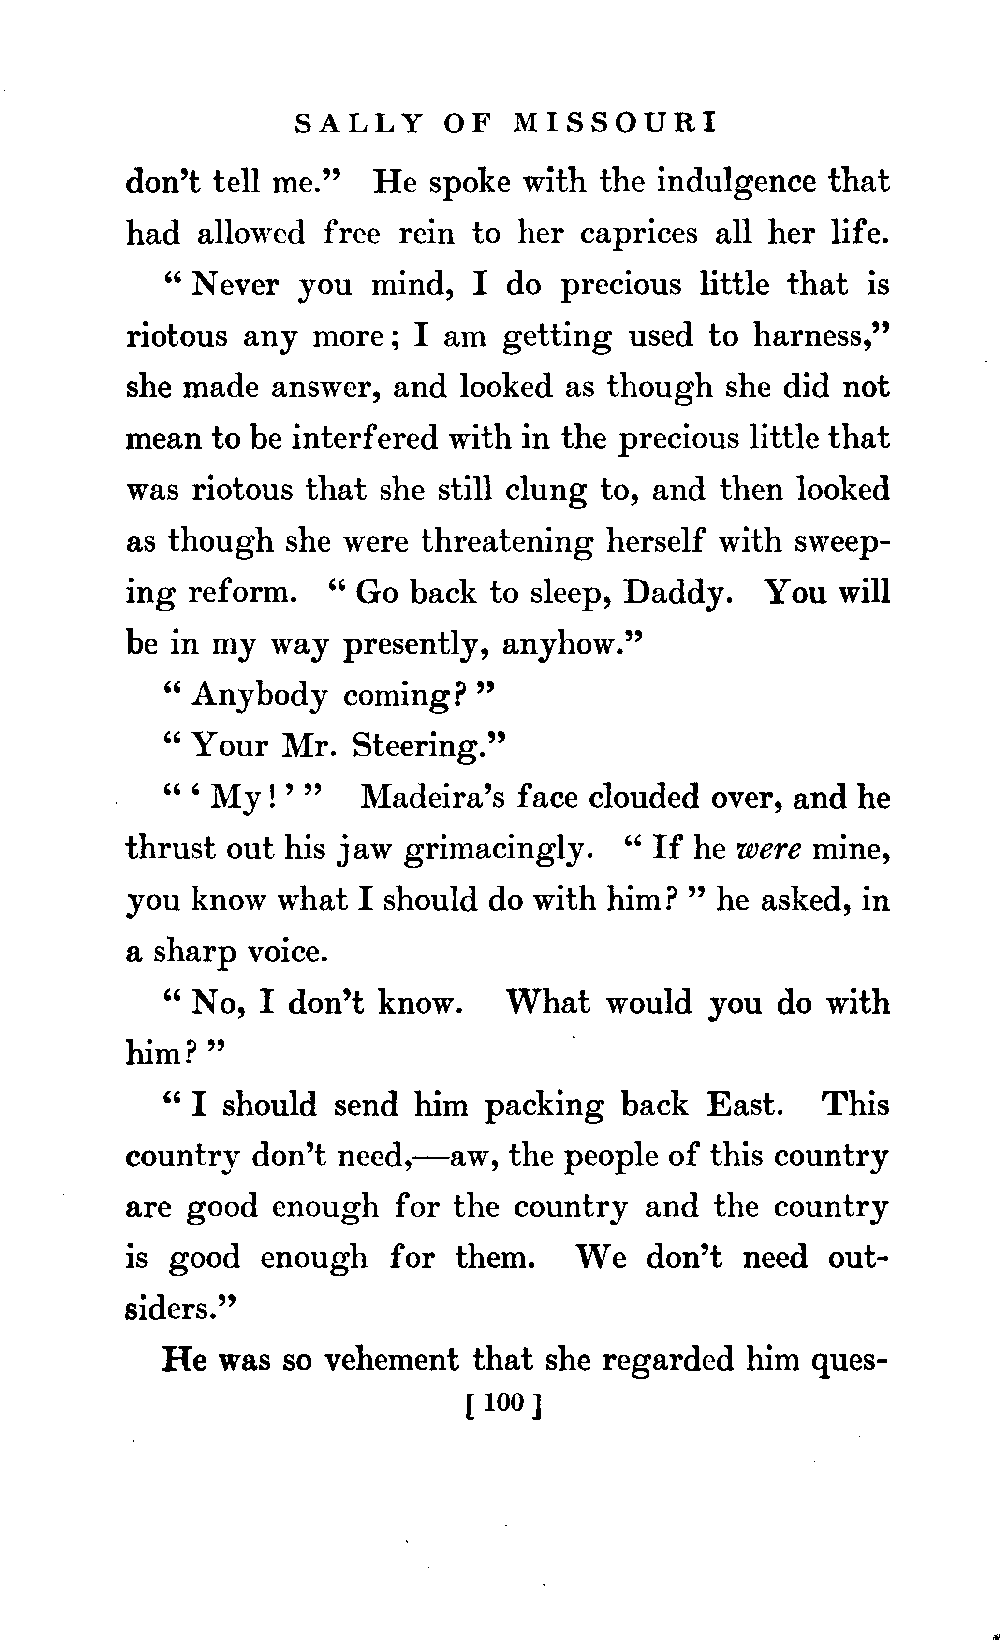 SALLY OF MISSOURI
don't tell me." He spoke with the indulgence that
had allowed free rein to her caprices all her life.
" Never you mind, I do precious little that is
riotous any more; I am getting used to harness,"
she made answer, and looked as though she did not
mean to be interfered with in the precious little that
was riotous that she still clung to, and then looked
as though she were threatening herself with sweep-
ing reform. " Go back to sleep, Daddy. You will
be in my way presently, anyhow."
" Anybody coming? "
" Your Mr. Steering."
" ' My!' " Madeira's face clouded over, and he
thrust out his jaw grimacingly. " If he were mine,
you know what I should do with him? " he asked, in
a sharp voice.
" No, I don't know. What would you do with
him? "
" I should send him packing back East. This
country don't need,—aw, the people of this country
are good enough for the country and the country
is good enough for them. We don't need out-
siders."
He was so vehement that she regarded him ques-
[ 100 ]